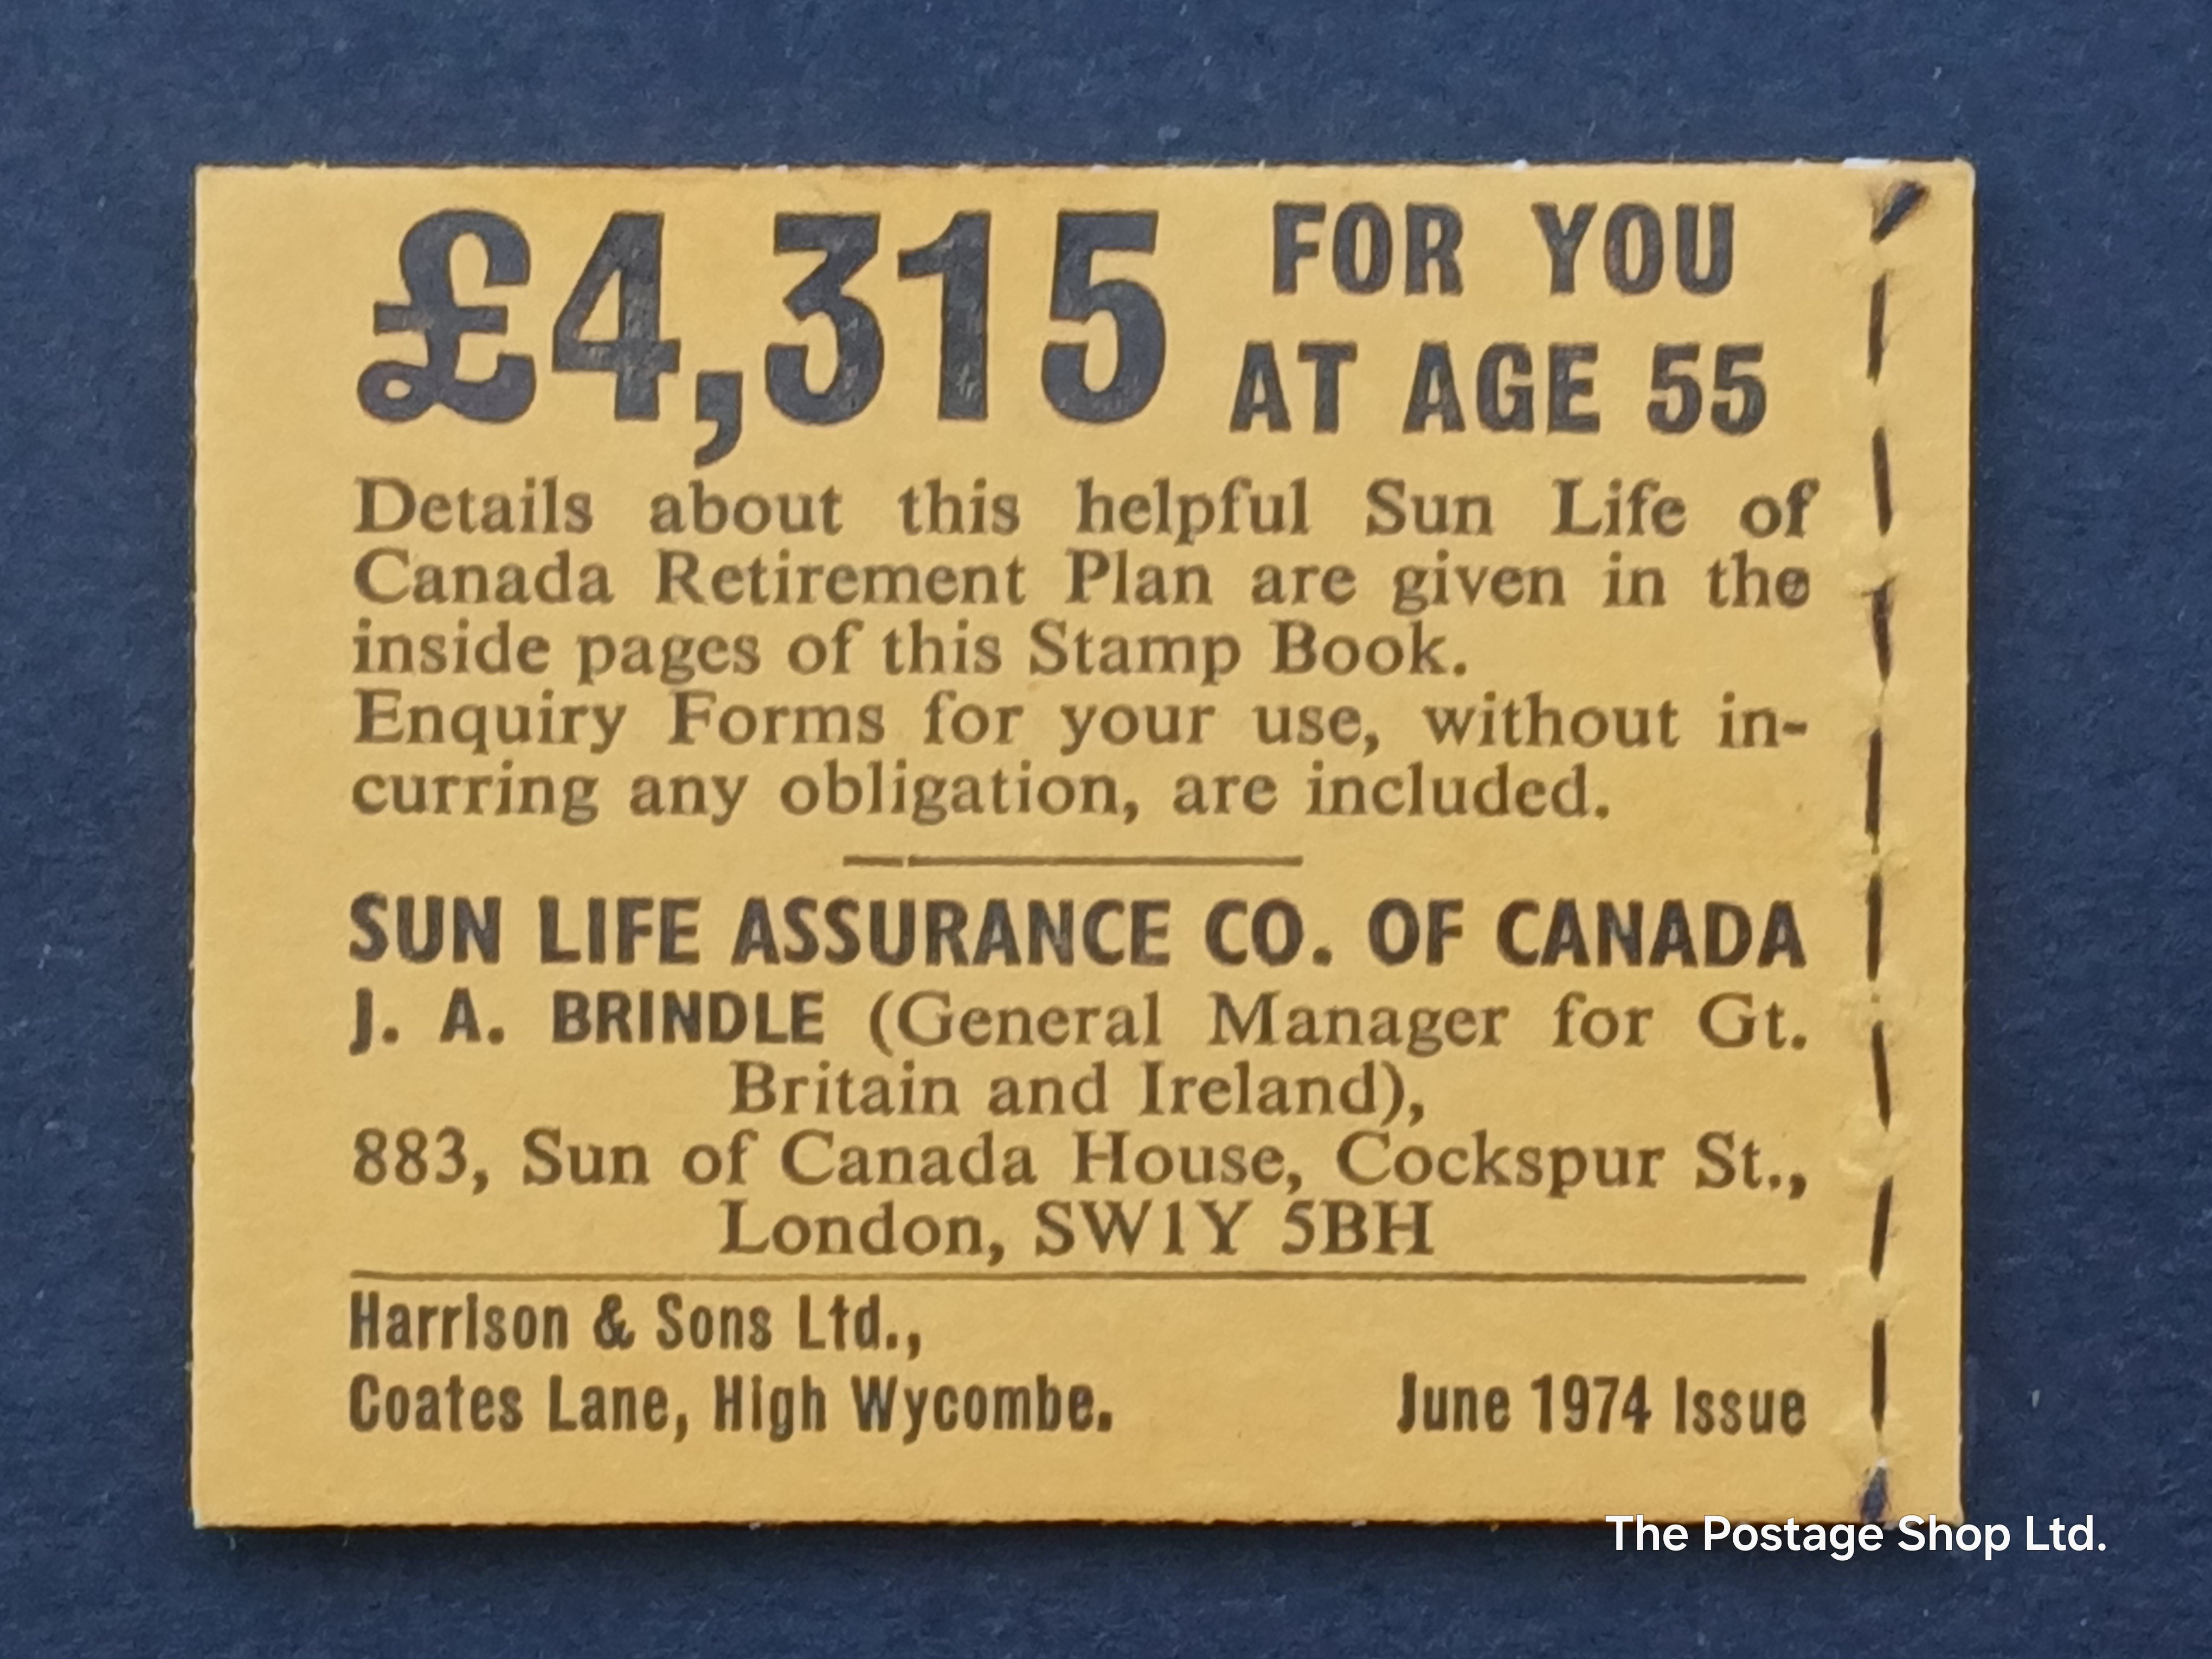 £4,315 FOR YOU
AT AGE 55
Details about this helpful Sun Life of
Canada Retirement Plan are given in the
inside pages of this Stamp Book.
Enquiry Forms for your use, without in-
curring any obligation, are included.
SUN LIFE ASSURANCE CO. OF CANADA
J. A. BRINDLE (General Manager for Gt.
Britain and Ireland),
883, Sun of Canada House, Cockspur St.,
London, SW1Y 5BH
Harrison & Sons Ltd.,
Coates Lane, High Wycombe. June 1974 Issue
The Postage Shop Ltd.